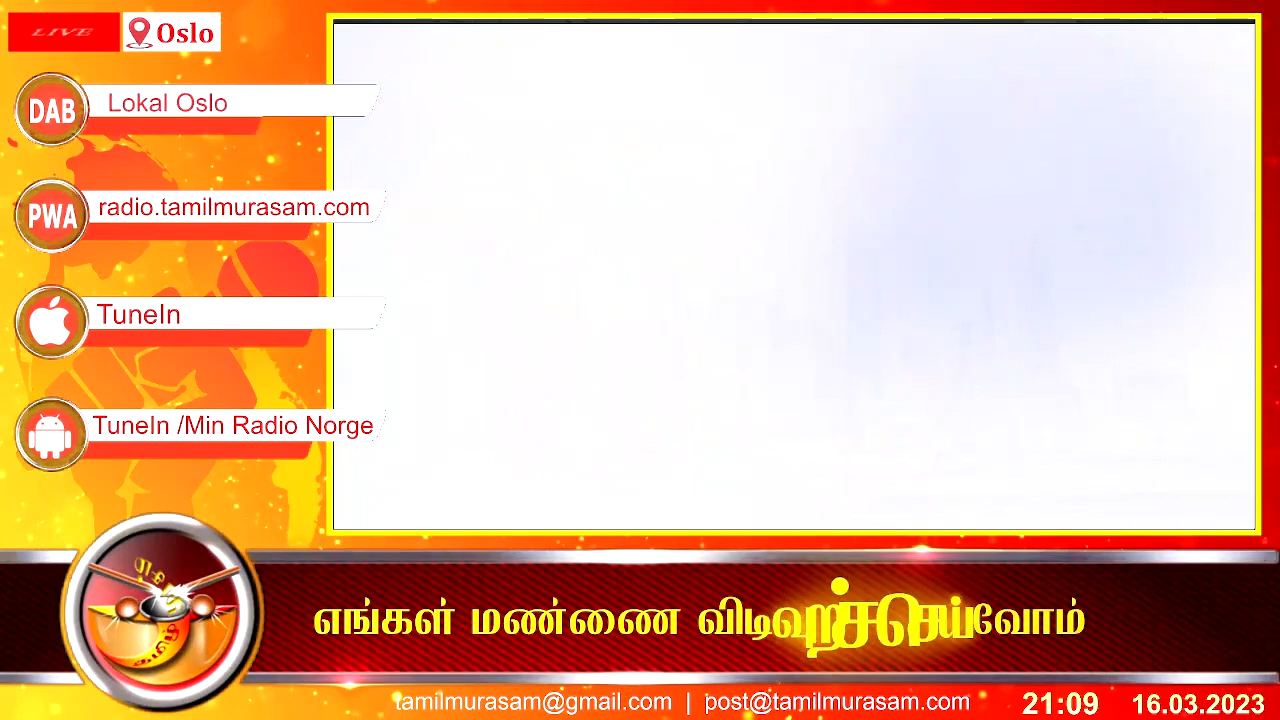 LIVE
Oslo
DAB
Lokal Oslo
PWA
radio.tamilmurasam.com
TuneIn
TuneIn /Min Radio Norge
எங்கள் மண்ணை விடிவுறச்செய்வோம்
tamilmurasam@gmail.com | post@tamilmurasam.com
21:09 16.03.2023